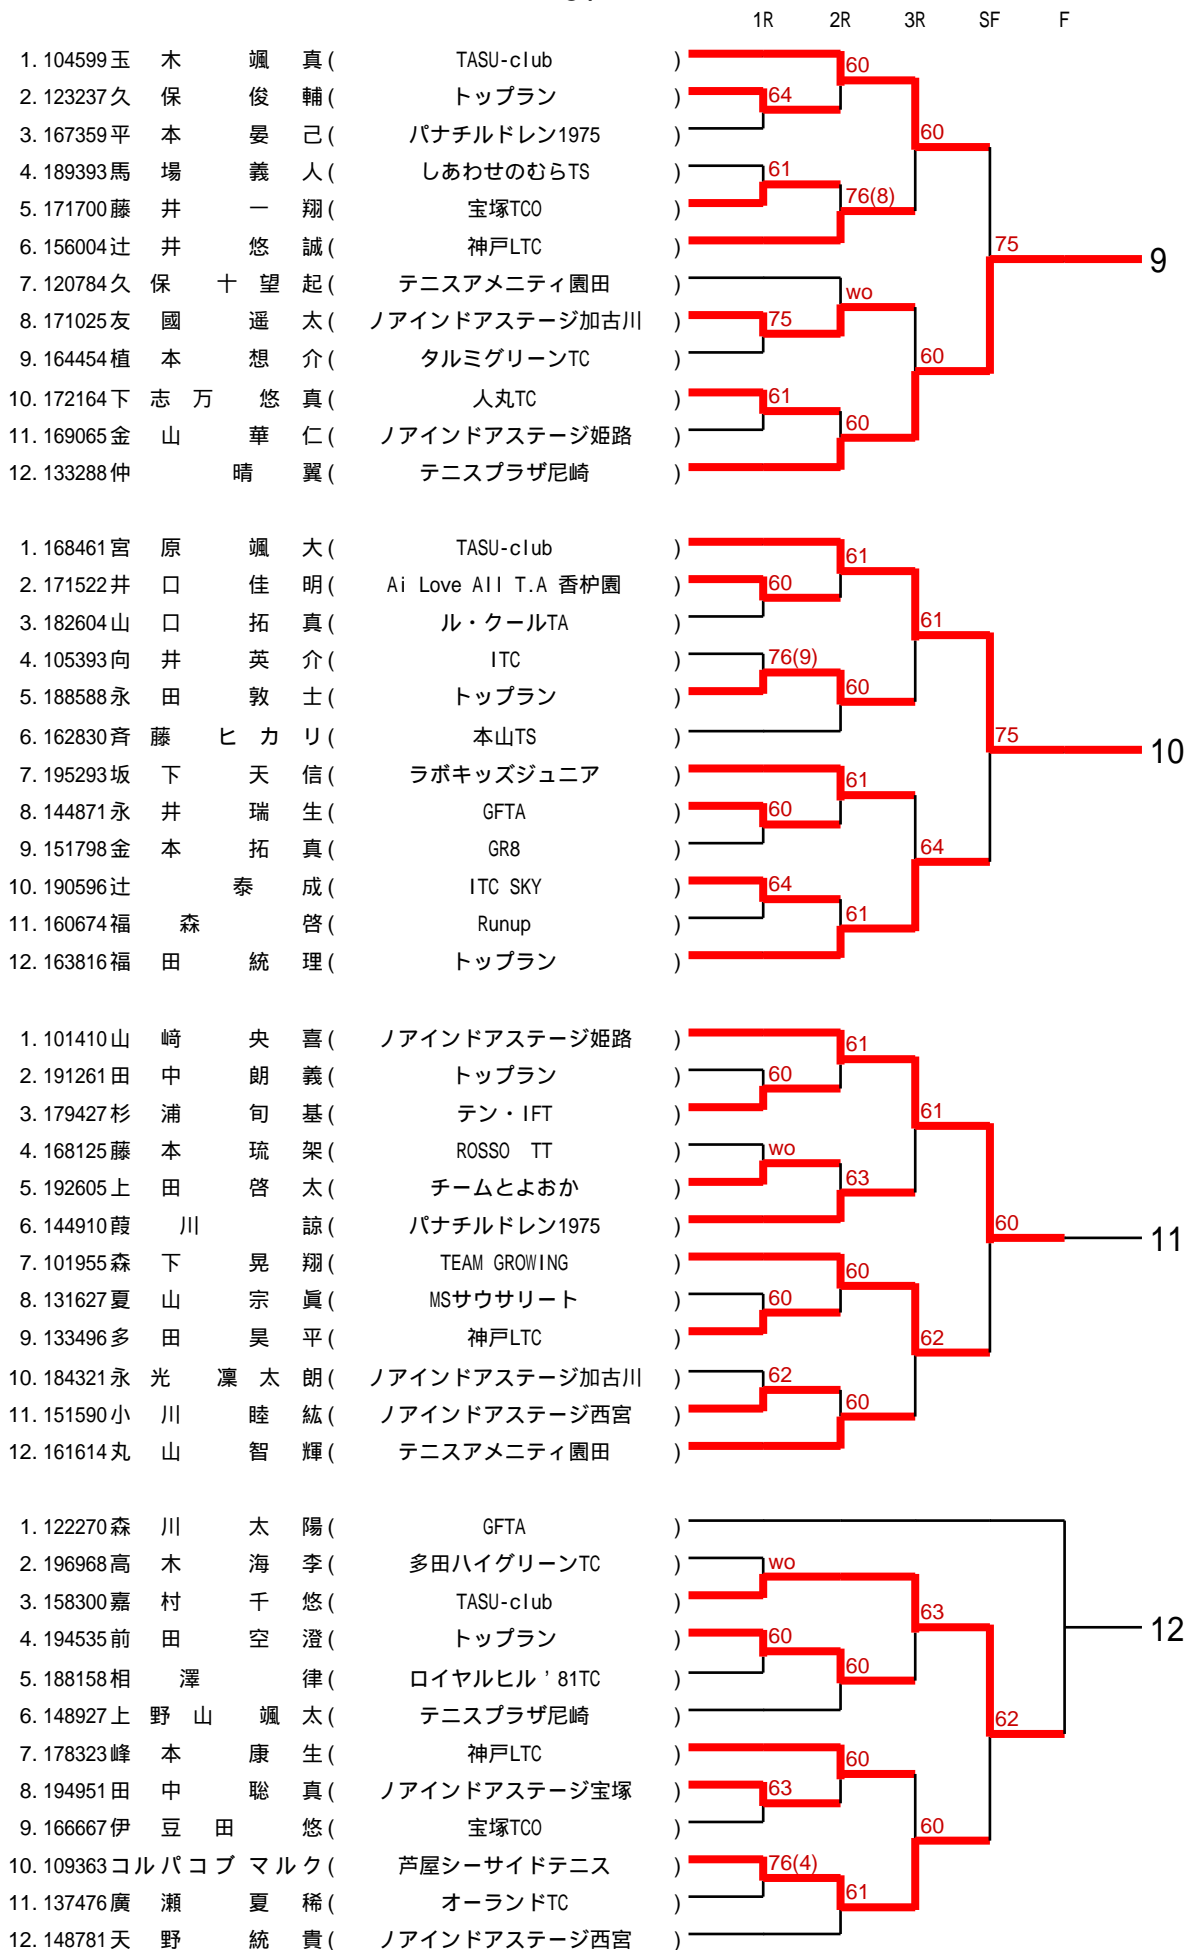 1R 2R 3R SF F
1. 104599 玉 木 颯 真 ( TASU-club ) 60
2. 123237 久 保 俊 輔 ( トップラン ) 64
3. 167359 平 本 晏 己 ( パナチルドレン1975 ) 60
4. 189393 馬 場 義 人 ( しあわせのむらTS ) 61
5. 171700 藤 井 一 翔 ( 宝塚TCO ) 76(8)
6. 156004 辻 井 悠 誠 ( 神戸LTC ) 75 9
7. 120784 久 保 十 望 起 ( テニスアメニティ園田 ) wo
8. 171025 友 國 遥 太 ( ノアインドアステージ加古川 ) 75
9. 164454 植 本 想 介 ( タルミグリーンTC ) 60
10. 172164 下 志 万 悠 真 ( 人丸TC ) 61
11. 169065 金 山 華 仁 ( ノアインドアステージ姫路 ) 60
12. 133288 仲 晴 翼 ( テニスプラザ尼崎 )
1. 168461 宮 原 颯 大 ( TASU-club ) 61
2. 171522 井 口 佳 明 ( Ai Love All T.A 香枦園 ) 60
3. 182604 山 口 拓 真 ( ル・クールTA ) 61
4. 105393 向 井 英 介 ( ITC ) 76(9)
5. 188588 永 田 敦 士 ( トップラン ) 60
6. 162830 斉 藤 ヒ カ リ ( 本山TS ) 75 10
7. 195293 坂 下 天 信 ( ラボキッズジュニア ) 61
8. 144871 永 井 瑞 生 ( GFTA ) 60
9. 151798 金 本 拓 真 ( GR8 ) 64
10. 190596 辻 泰 成 ( ITC SKY ) 64
11. 160674 福 森 啓 ( Runup ) 61
12. 163816 福 田 統 理 ( トップラン )
1. 101410 山 﨑 央 喜 ( ノアインドアステージ姫路 ) 61
2. 191261 田 中 朗 義 ( トップラン ) 60
3. 179427 杉 浦 旬 基 ( テン・IFT ) 61
4. 168125 藤 本 琉 架 ( ROSSO TT ) wo
5. 192605 上 田 啓 太 ( チームとよおか ) 63
6. 144910 葭 川 諒 ( パナチルドレン1975 ) 60 11
7. 101955 森 下 晃 翔 ( TEAM GROWING ) 60
8. 131627 夏 山 宗 眞 ( MSサウサリート ) 60
9. 133496 多 田 昊 平 ( 神戸LTC ) 62
10. 184321 永 光 凜 太 朗 ( ノアインドアステージ加古川 ) 62
11. 151590 小 川 睦 紘 ( ノアインドアステージ西宮 ) 60
12. 161614 丸 山 智 輝 ( テニスアメニティ園田 )
1. 122270 森 川 太 陽 ( GFTA )
2. 196968 高 木 海 李 ( 多田ハイグリーンTC ) wo
3. 158300 嘉 村 千 悠 ( TASU-club ) 63 12
4. 194535 前 田 空 澄 ( トップラン ) 60
5. 188158 相 澤 律 ( ロイヤルヒル'81TC ) 60
6. 148927 上 野 山 颯 太 ( テニスプラザ尼崎 ) 62
7. 178323 峰 本 康 生 ( 神戸LTC ) 60
8. 194951 田 中 聡 真 ( ノアインドアステージ宝塚 ) 63
9. 166667 伊 豆 田 悠 ( 宝塚TCO ) 60
10. 109363 コルパコブ マルク ( 芦屋シーサイドテニス ) 76(4)
11. 137476 廣 瀬 夏 稀 ( オーランドTC ) 61
12. 148781 天 野 統 貴 ( ノアインドアステージ西宮 )